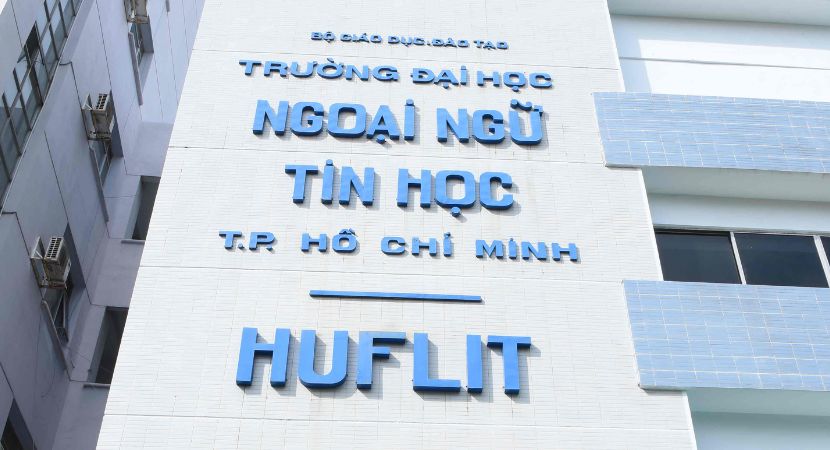 BỘ GIÁO DỤC.ĐÀO TẠO
TRƯỜNG ĐẠI HỌC
NGOẠI NGỮ
TIN HỌC
T.P. HỒ CHÍ MINH
HUFLIT